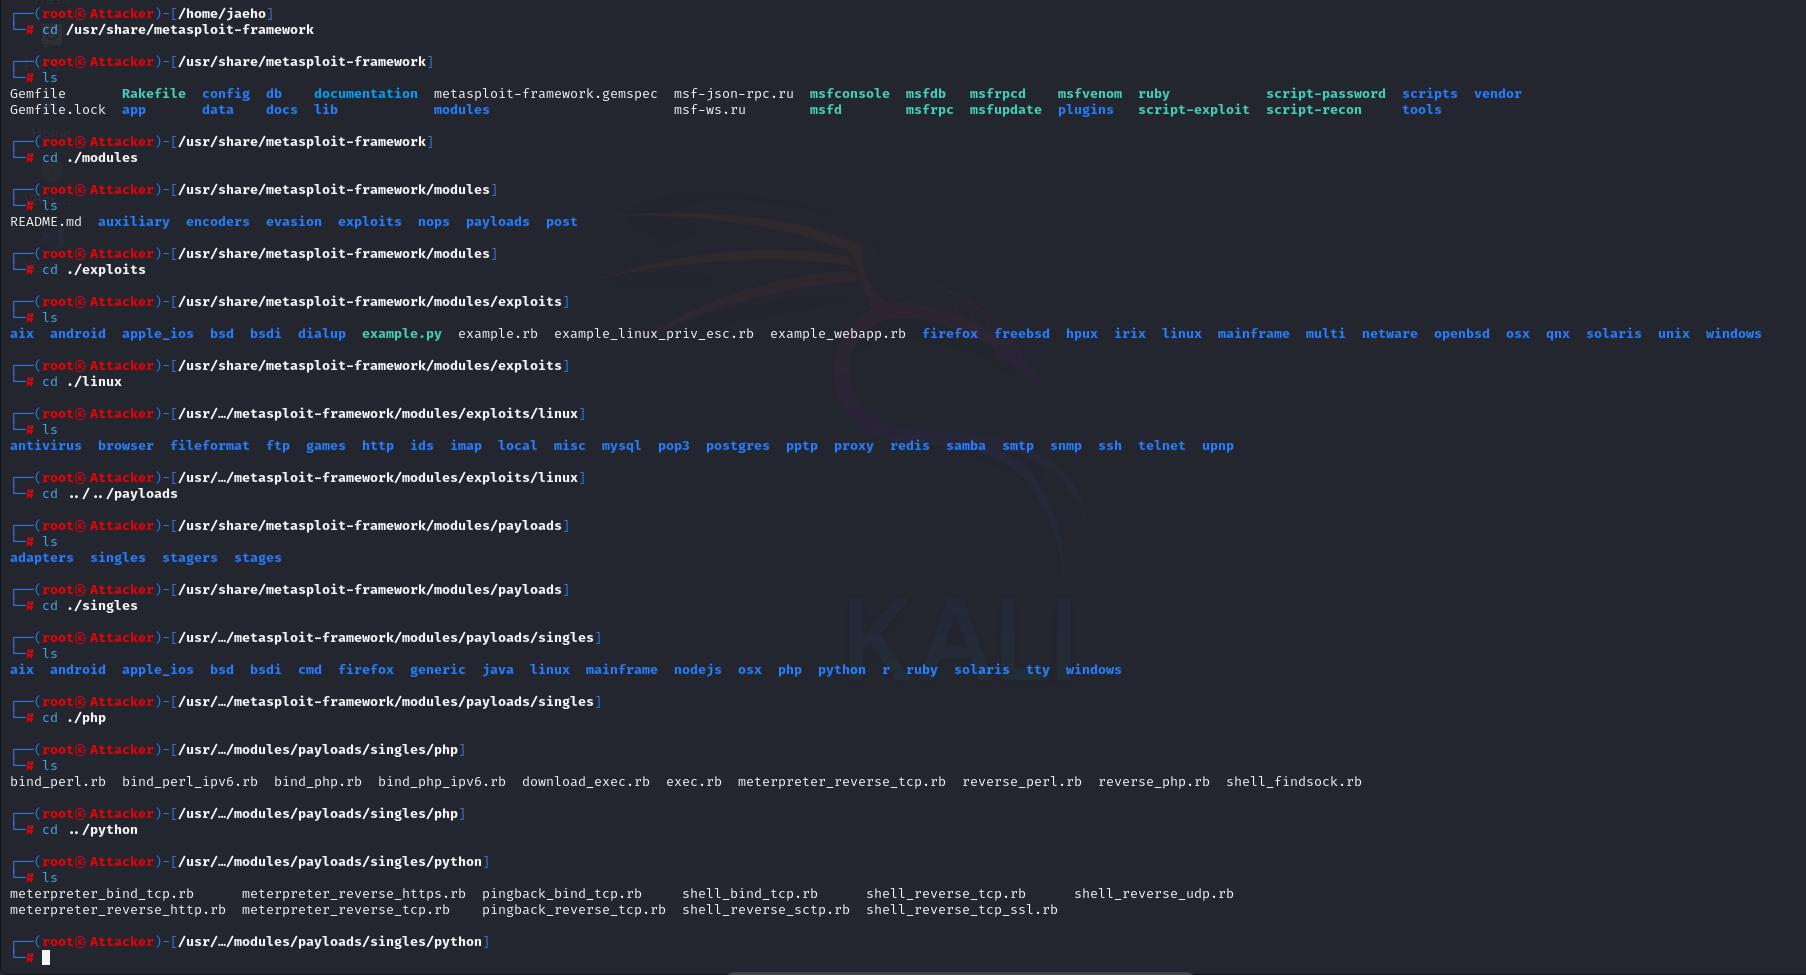 ┌──(root㉿Attacker)-[/home/jaeho]
└─# cd /usr/share/metasploit-framework
┌──(root㉿Attacker)-[/usr/share/metasploit-framework]
└─# ls
Gemfile       Rakefile  config  db    documentation  metasploit-framework.gemspec  msf-json-rpc.ru  msfconsole  msfdb   msfrpcd    msfvenom  ruby            script-password  scripts  vendor
Gemfile.lock  app       data    docs  lib            modules                       msf-ws.ru        msfd        msfrpc  msfupdate  plugins   script-exploit  script-recon     tools
┌──(root㉿Attacker)-[/usr/share/metasploit-framework]
└─# cd ./modules
┌──(root㉿Attacker)-[/usr/share/metasploit-framework/modules]
└─# ls
README.md  auxiliary  encoders  evasion  exploits  nops  payloads  post
┌──(root㉿Attacker)-[/usr/share/metasploit-framework/modules]
└─# cd ./exploits
┌──(root㉿Attacker)-[/usr/share/metasploit-framework/modules/exploits]
└─# ls
aix  android  apple_ios  bsd  bsdi  dialup  example.py  example.rb  example_linux_priv_esc.rb  example_webapp.rb  firefox  freebsd  hpux  irix  linux  mainframe  multi  netware  openbsd  osx  qnx  solaris  unix  windows
┌──(root㉿Attacker)-[/usr/share/metasploit-framework/modules/exploits]
└─# cd ./linux
┌──(root㉿Attacker)-[/usr/…/metasploit-framework/modules/exploits/linux]
└─# ls
antivirus  browser  fileformat  ftp  games  http  ids  imap  local  misc  mysql  pop3  postgres  pptp  proxy  redis  samba  smtp  snmp  ssh  telnet  upnp
┌──(root㉿Attacker)-[/usr/…/metasploit-framework/modules/exploits/linux]
└─# cd ../../payloads
┌──(root㉿Attacker)-[/usr/share/metasploit-framework/modules/payloads]
└─# ls
adapters  singles  stagers  stages
┌──(root㉿Attacker)-[/usr/share/metasploit-framework/modules/payloads]
└─# cd ./singles
┌──(root㉿Attacker)-[/usr/…/metasploit-framework/modules/payloads/singles]
└─# ls
aix  android  apple_ios  bsd  bsdi  cmd  firefox  generic  java  linux  mainframe  nodejs  osx  php  python  r  ruby  solaris  tty  windows
┌──(root㉿Attacker)-[/usr/…/metasploit-framework/modules/payloads/singles]
└─# cd ./php
┌──(root㉿Attacker)-[/usr/…/modules/payloads/singles/php]
└─# ls
bind_perl.rb  bind_perl_ipv6.rb  bind_php.rb  bind_php_ipv6.rb  download_exec.rb  exec.rb  meterpreter_reverse_tcp.rb  reverse_perl.rb  reverse_php.rb  shell_findsock.rb
┌──(root㉿Attacker)-[/usr/…/modules/payloads/singles/php]
└─# cd ../python
┌──(root㉿Attacker)-[/usr/…/modules/payloads/singles/python]
└─# ls
meterpreter_bind_tcp.rb      meterpreter_reverse_https.rb  pingback_bind_tcp.rb     shell_bind_tcp.rb      shell_reverse_tcp.rb      shell_reverse_udp.rb
meterpreter_reverse_http.rb  meterpreter_reverse_tcp.rb    pingback_reverse_tcp.rb  shell_reverse_sctp.rb  shell_reverse_tcp_ssl.rb
┌──(root㉿Attacker)-[/usr/…/modules/payloads/singles/python]
└─#
KALI
Home